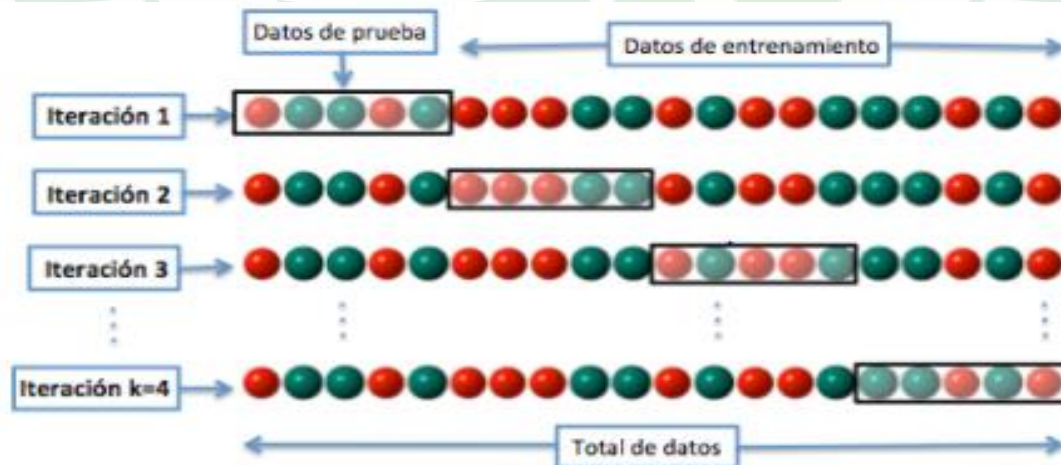 Datos de prueba
Datos de entrenamiento
Iteración 1
Iteración 2
Iteración 3
Iteración k=4
Total de datos